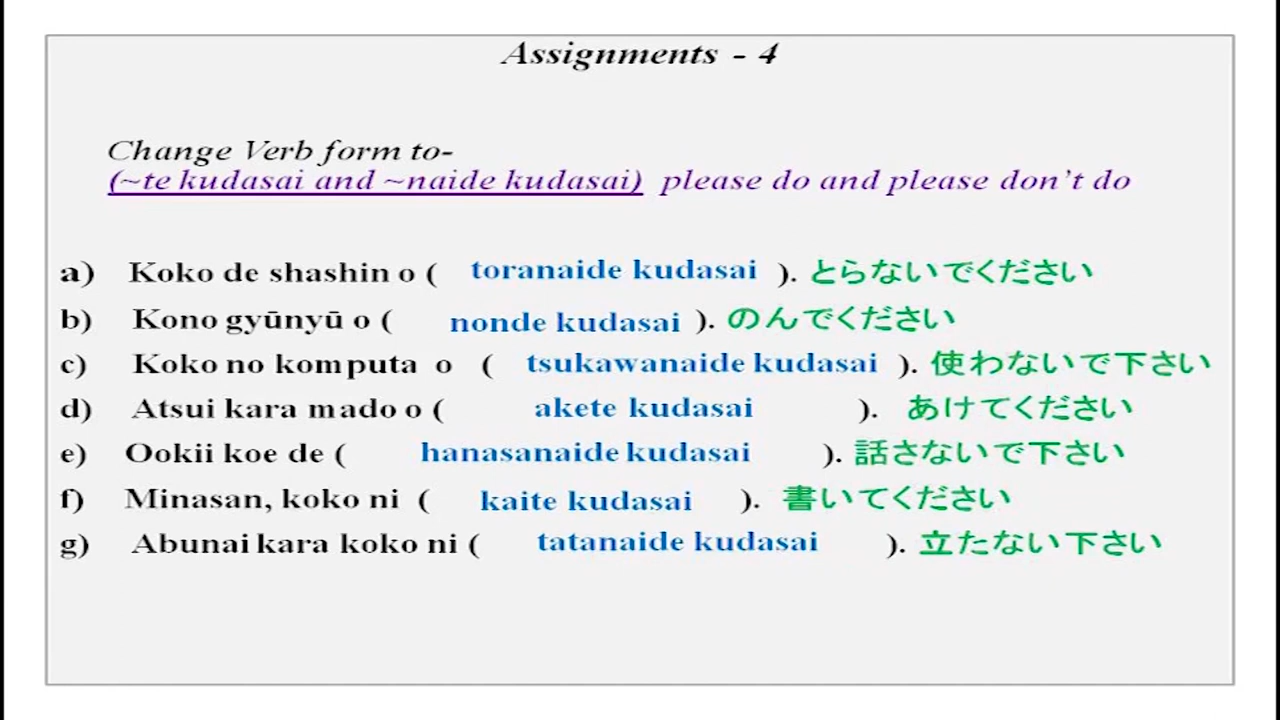 Assignments - 4
Change Verb form to-
(~te kudasai and ~naide kudasai) please do and please don't do
a) Koko de shashin o ( toranaide kudasai ). とらないでください
b) Kono gyūnyū o ( nonde kudasai ). のんでください
c) Koko no komputa o ( tsukawanaide kudasai ). 使わないで下さい
d) Atsui kara mado o ( akete kudasai ). あけてください
e) Ookii koe de ( hanasanaide kudasai ). 話さないで下さい
f) Minasan, koko ni ( kaite kudasai ). 書いてください
g) Abunai kara koko ni ( tatanaide kudasai ). 立たない下さい